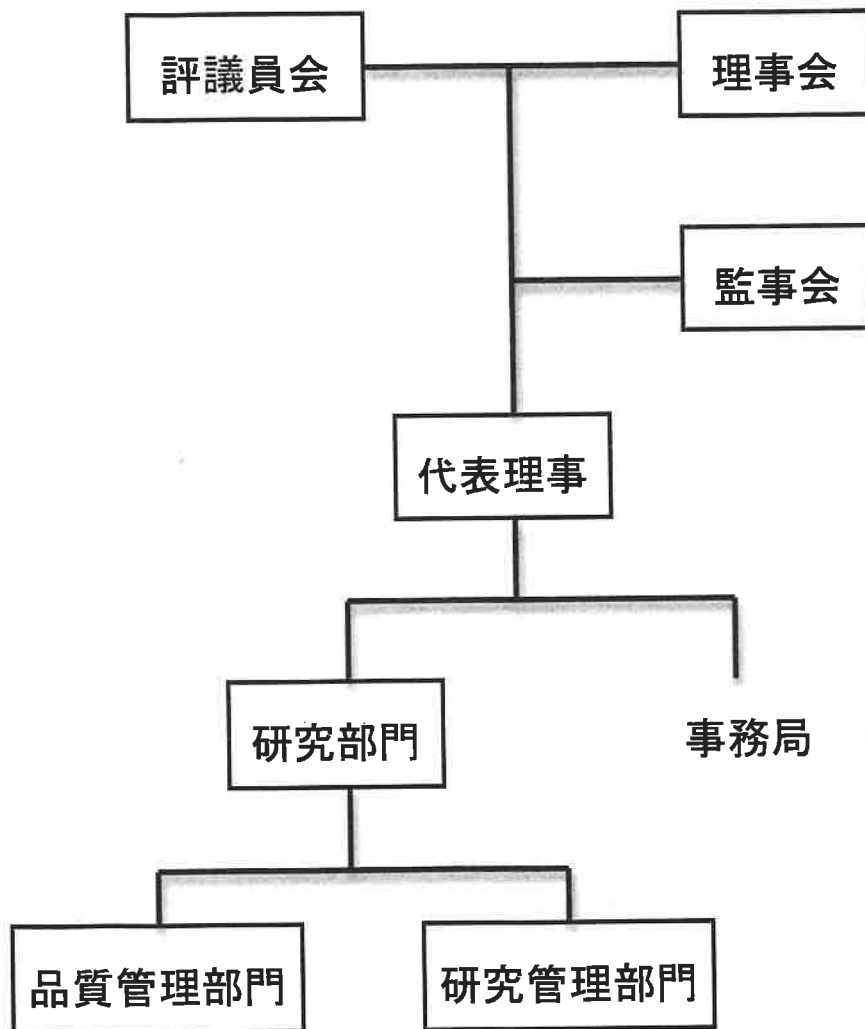 評議員会
理事会
監事会
代表理事
研究部門
事務局
品質管理部門
研究管理部門